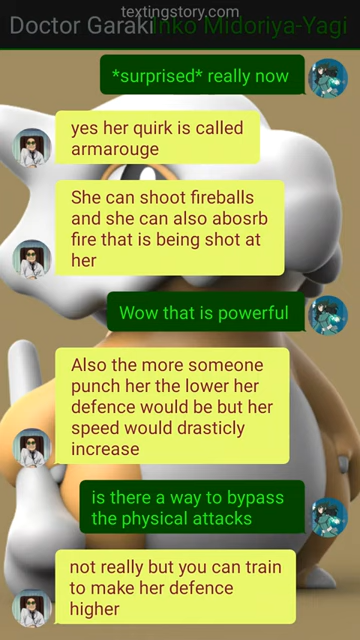 textingstory.com
Doctor Garaki Inko Midoriya-Yagi
*surprised* really now
yes her quirk is called
armarouge
She can shoot fireballs
and she can also abosrb
fire that is being shot at
her
Wow that is powerful
Also the more someone
punch her the lower her
defence would be but her
speed would drasticly
increase
is there a way to bypass
the physical attacks
not really but you can train
to make her defence
higher